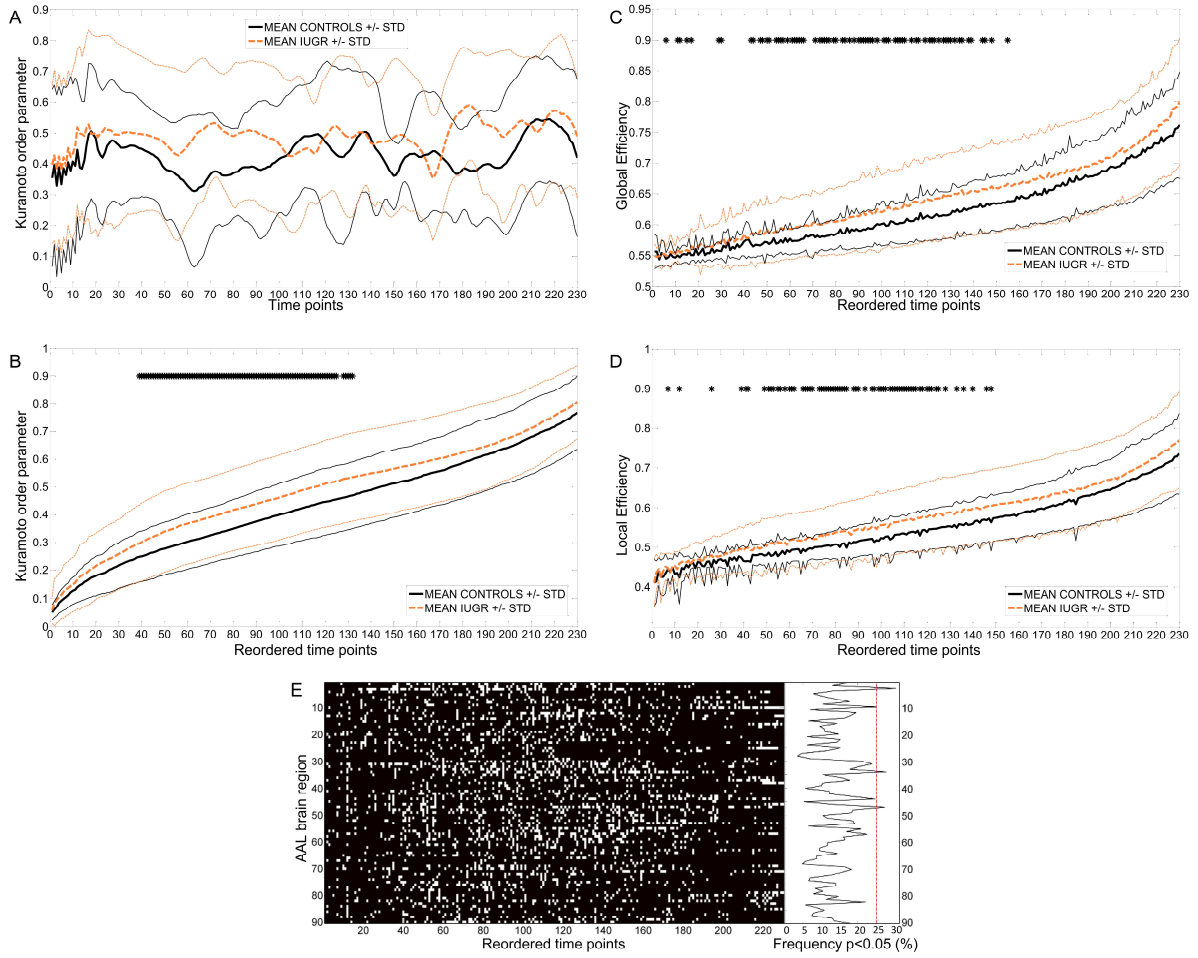 A
Kuramoto order parameter
0.9
0.8
0.7
0.6
0.5
0.4
0.3
0.2
0.1
0
MEAN CONTROLS +/- STD
MEAN IUGR +/- STD
0 10 20 30 40 50 60 70 80 90 100 110 120 130 140 150 160 170 180 190 200 210 220 230
Time points
C
Global Efficiency
0.95
0.9
0.85
0.8
0.75
0.7
0.65
0.6
0.55
0.5
MEAN CONTROLS +/- STD
MEAN IUGR +/- STD
0 10 20 30 40 50 60 70 80 90 100 110 120 130 140 150 160 170 180 190 200 210 220 230
Reordered time points
B
Kuramoto order parameter
1
0.9
0.8
0.7
0.6
0.5
0.4
0.3
0.2
0.1
0
MEAN CONTROLS +/- STD
MEAN IUGR +/- STD
0 10 20 30 40 50 60 70 80 90 100 110 120 130 140 150 160 170 180 190 200 210 220 230
Reordered time points
D
Local Efficiency
1
0.9
0.8
0.7
0.6
0.5
0.4
MEAN CONTROLS +/- STD
MEAN IUGR +/- STD
0 10 20 30 40 50 60 70 80 90 100 110 120 130 140 150 160 170 180 190 200 210 220 230
Reordered time points
E
AAL brain region
10
20
30
40
50
60
70
80
90
20 40 60 80 100 120 140 160 180 200 220
Reordered time points
10
20
30
40
50
60
70
80
90
0 5 10 15 20 25 30
Frequency p<0.05 (%)